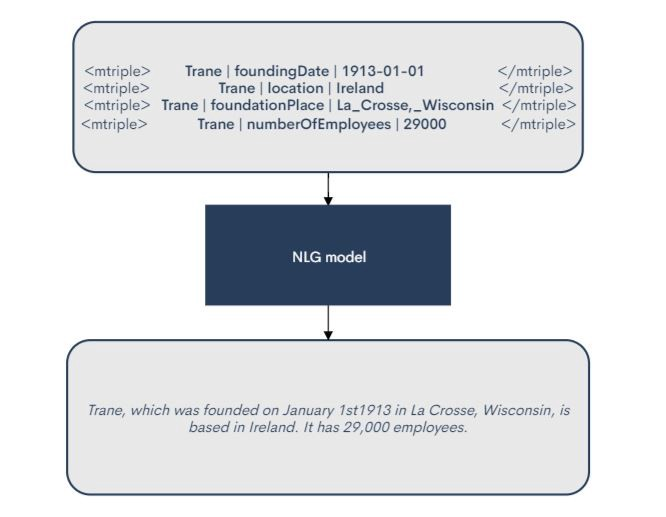 <mtriple> Trane | foundingDate | 1913-01-01 </mtriple>
<mtriple> Trane | location | Ireland </mtriple>
<mtriple> Trane | foundationPlace | La_Crosse,_Wisconsin </mtriple>
<mtriple> Trane | numberOfEmployees | 29000 </mtriple>
NLG model
Trane, which was founded on January 1st1913 in La Crosse, Wisconsin, is
based in Ireland. It has 29,000 employees.